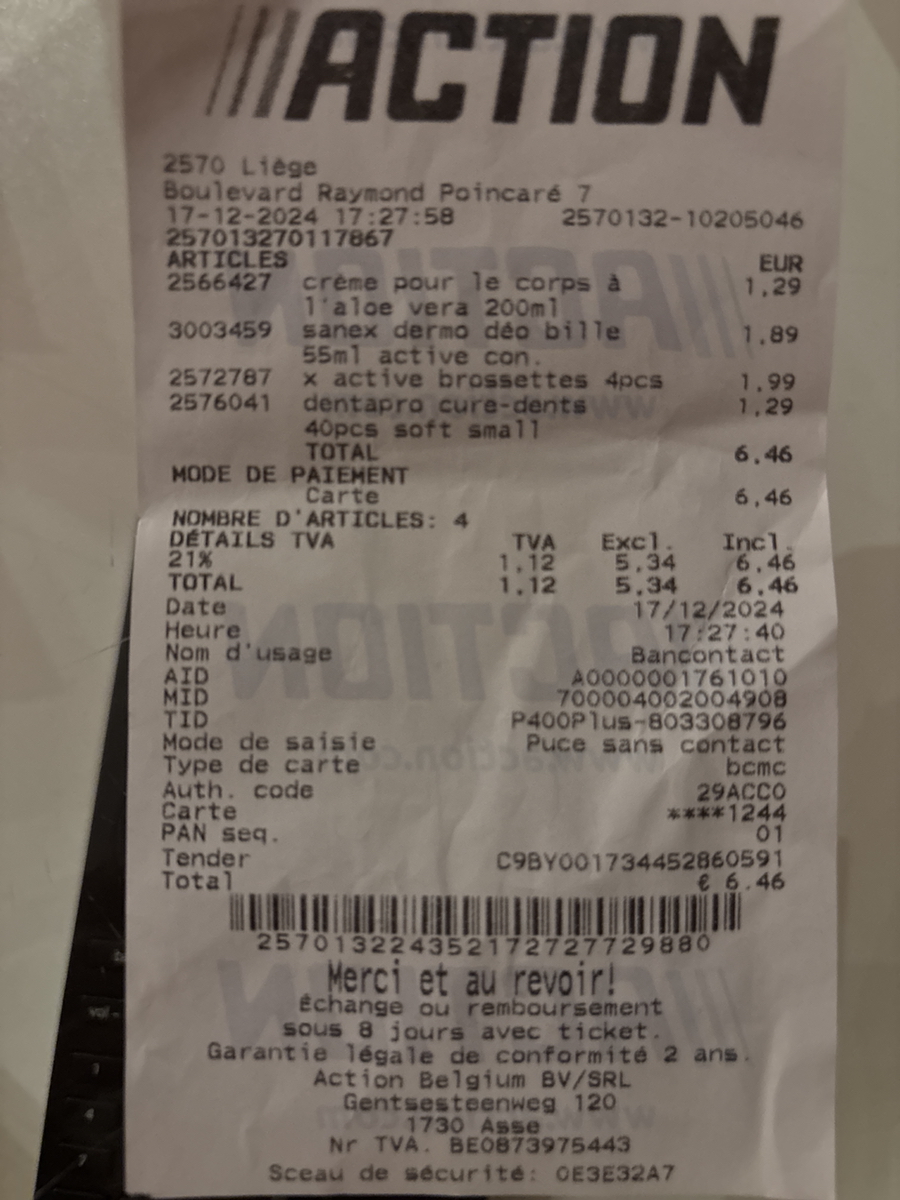 ACTION
2570 Liège
Boulevard Raymond Poincaré 7
17-12-2024 17:27:58 2570132-10205046
257013270117867
ARTICLES EUR
2566427 crème pour le corps à 1,29
l'aloe vera 200ml
3003459 sanex dermo déo bille 1,89
55ml active con.
2572787 x active brossettes 4pcs 1,99
2576041 dentapro cure-dents 1,29
40pcs soft small
TOTAL 6,46
MODE DE PAIEMENT
Carte 6,46
NOMBRE D'ARTICLES: 4
DÉTAILS TVA TVA Excl. Incl.
21% 1,12 5,34 6,46
TOTAL 1,12 5,34 6,46
Date 17/12/2024
Heure 17:27:40
Nom d'usage Bancontact
AID A0000001761010
MID 700004002004908
TID P400Plus-803308796
Mode de saisie Puce sans contact
Type de carte bcmc
Auth. code 29ACC0
Carte ****1244
PAN seq. 01
Tender C9BY001734452860591
Total € 6.46
2570132243521727277 29880
Merci et au revoir!
Échange ou remboursement
sous 8 jours avec ticket.
Garantie légale de conformité 2 ans.
Action Belgium BV/SRL
Gentsesteenweg 120
1730 Asse
Nr TVA. BE0873975443
Sceau de sécurité: 0E3E32A7